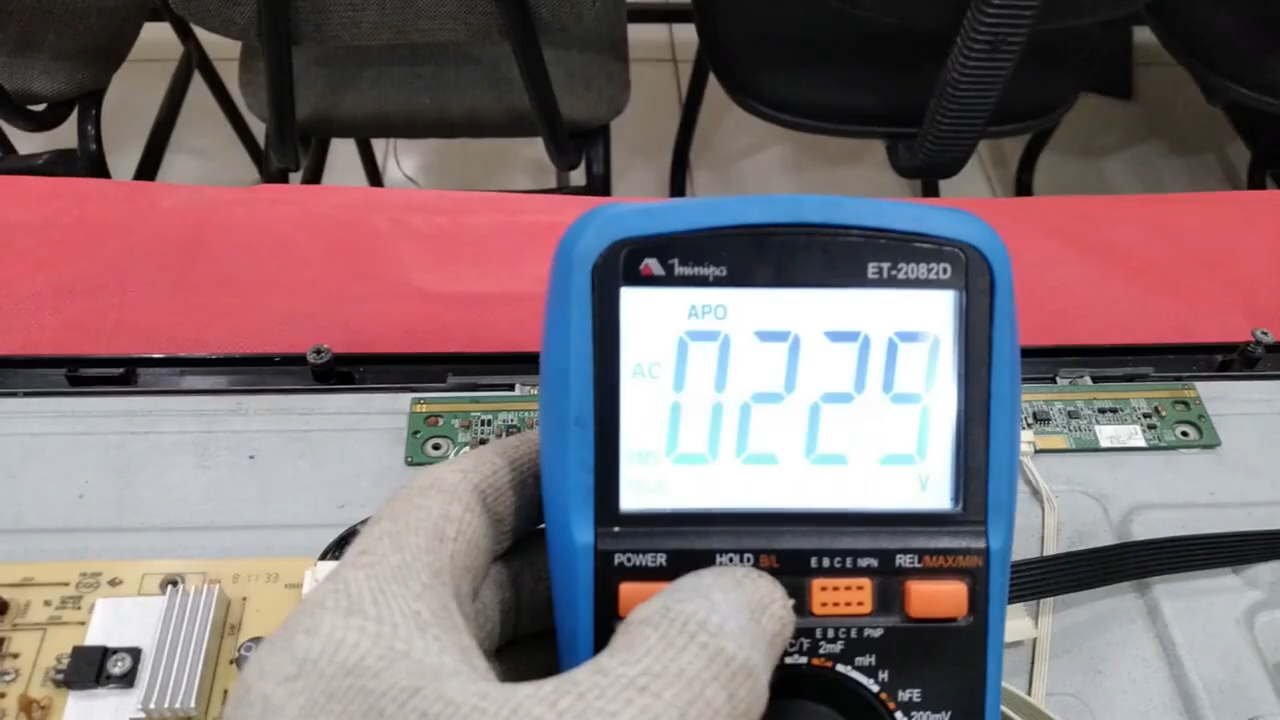 minipa ET-2082D
APO
AC
0229
V
POWER HOLD B/L E B C E NPN REL/MAX/MIN
E B C E PNP
2mF
mH
H
hFE
200mV